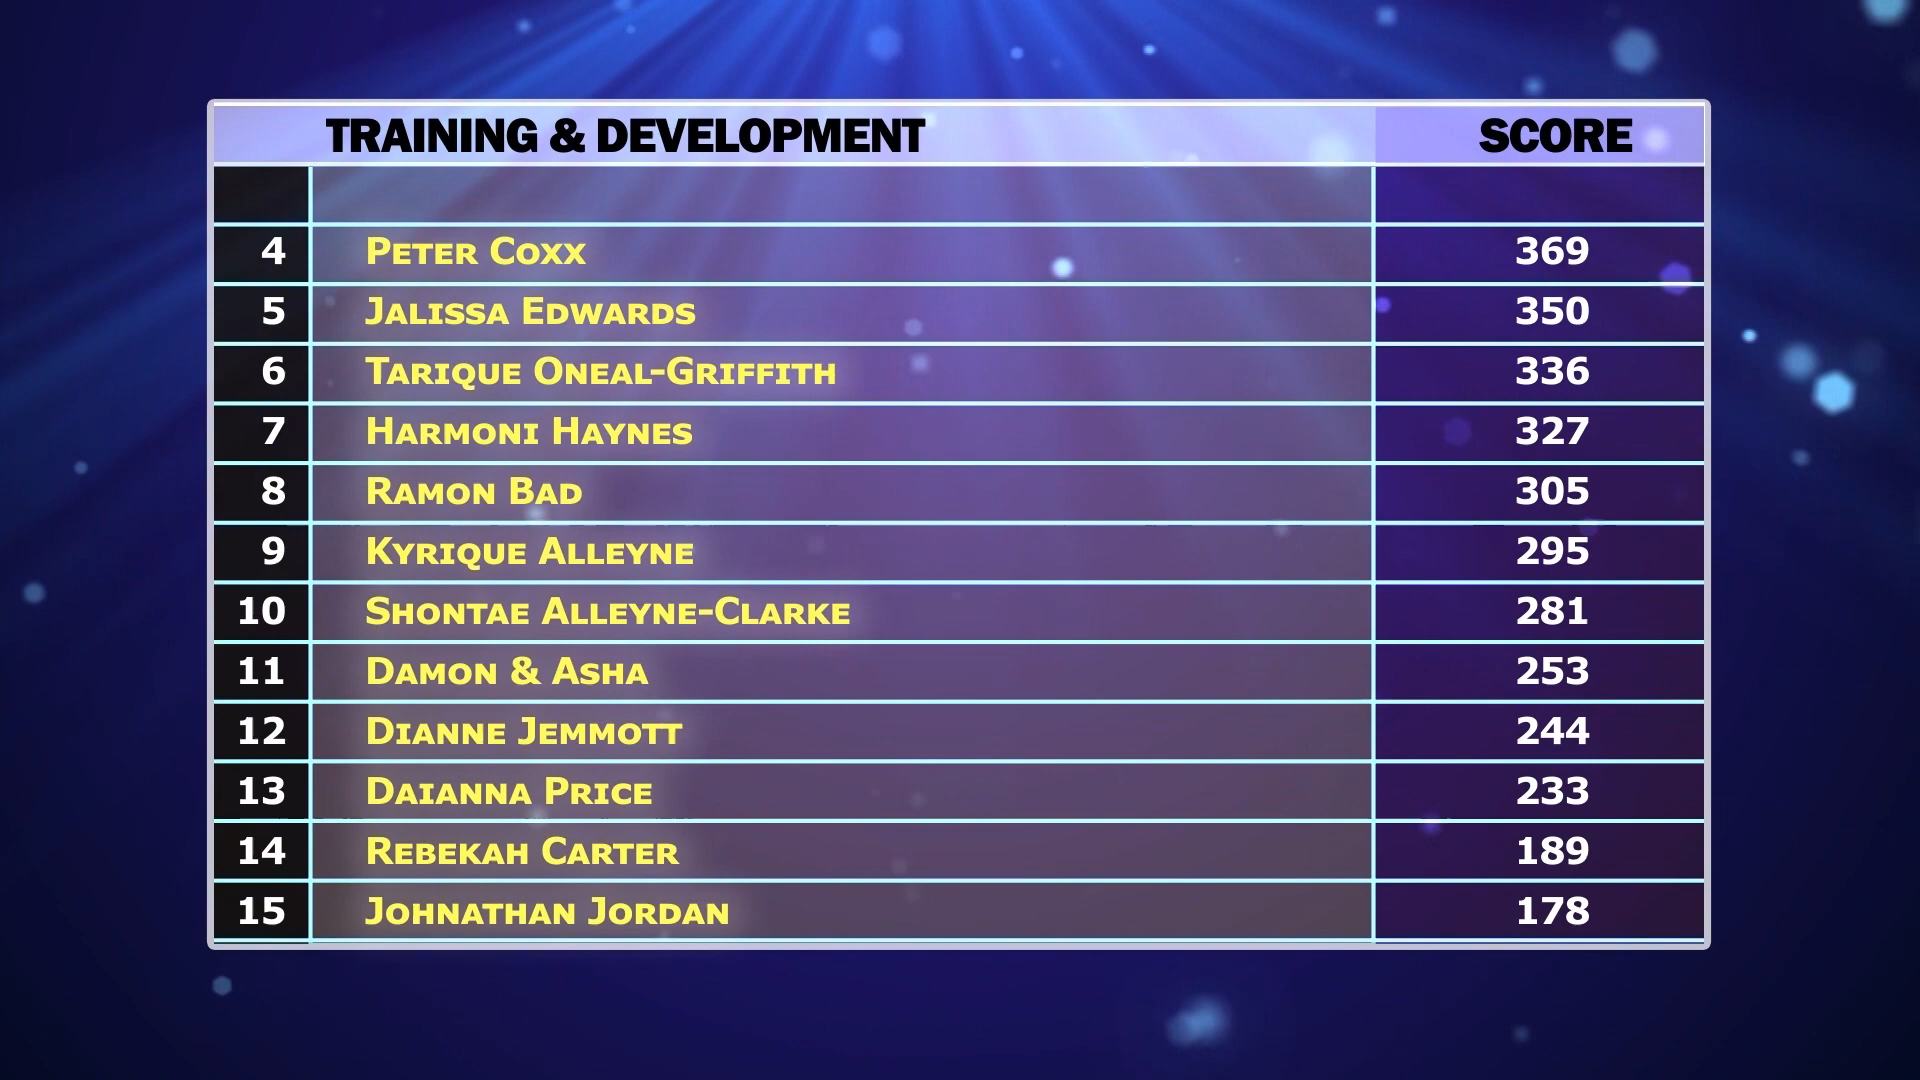 TRAINING & DEVELOPMENT SCORE
4 Peter Coxx 369
5 Jalissa Edwards 350
6 Tarique Oneal-Griffith 336
7 Harmoni Haynes 327
8 Ramon Bad 305
9 Kyrique Alleyne 295
10 Shontae Alleyne-Clarke 281
11 Damon & Asha 253
12 Dianne Jemmott 244
13 Daianna Price 233
14 Rebekah Carter 189
15 Johnathan Jordan 178